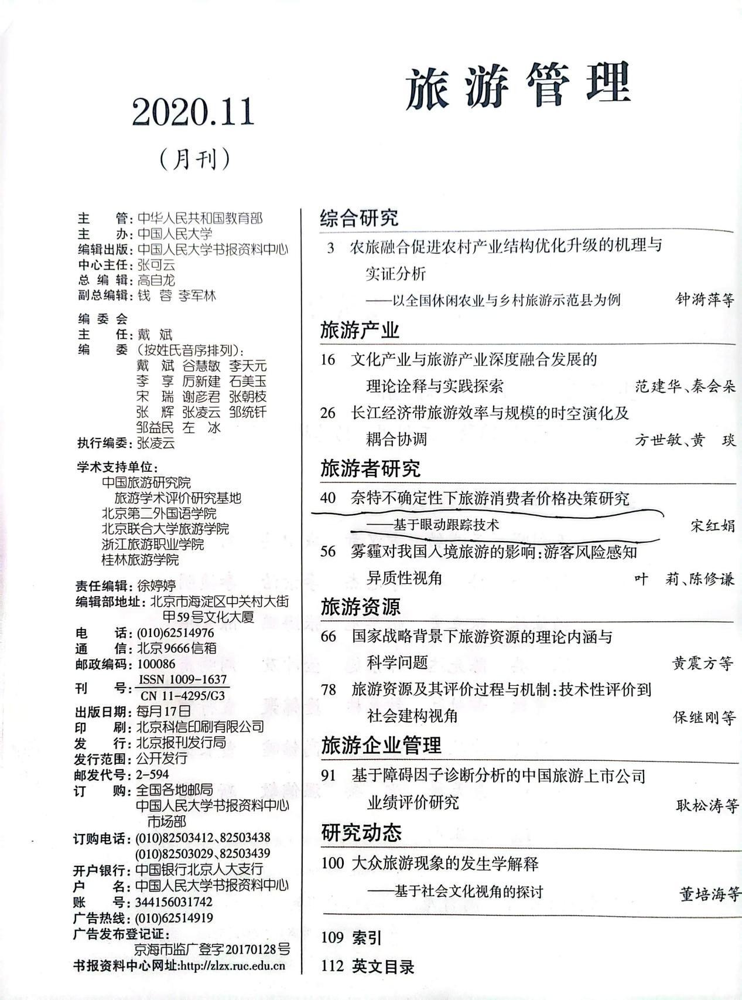 旅游管理
2020.11
（月刊）
主　　管：中华人民共和国教育部
主　　办：中国人民大学
编辑出版：中国人民大学书报资料中心
中心主任：张可云
总 编 辑：高自龙
副总编辑：钱 蓉 李军林
编 委 会
主　　任：戴 斌
编　　委（按姓氏音序排列）：
戴 斌 谷慧敏 李天元
李 享 厉新建 石美玉
宋 瑞 谢彦君 张朝枝
张 辉 张凌云 邹统钎
邹益民 左 冰
执行编委：张凌云
学术支持单位：
中国旅游研究院
旅游学术评价研究基地
北京第二外国语学院
北京联合大学旅游学院
浙江旅游职业学院
桂林旅游学院
责任编辑：徐婷婷
编辑部地址：北京市海淀区中关村大街
甲59号文化大厦
电　　话：(010)62514976
通　　信：北京9666信箱
邮政编码：100086
刊　　号：ISSN 1009-1637
CN 11-4295/G3
出版日期：每月17日
印　　刷：北京科信印刷有限公司
发　　行：北京报刊发行局
发行范围：公开发行
邮发代号：2-594
订　　购：全国各地邮局
中国人民大学书报资料中心
市场部
订购电话：(010)82503412、82503438
(010)82503029、82503439
开户银行：中国银行北京人大支行
户　　名：中国人民大学书报资料中心
账　　号：344156031742
广告热线：(010)62514919
广告发布登记证：
京海市监广登字20170128号
书报资料中心网址:http://zlzx.ruc.edu.cn
综合研究
3 农旅融合促进农村产业结构优化升级的机理与
实证分析
——以全国休闲农业与乡村旅游示范县为例 钟漪萍等
旅游产业
16 文化产业与旅游产业深度融合发展的
理论诠释与实践探索 范建华、秦会朵
26 长江经济带旅游效率与规模的时空演化及
耦合协调 方世敏、黄 琰
旅游者研究
40 奈特不确定性下旅游消费者价格决策研究
——基于眼动跟踪技术 宋红娟
56 雾霾对我国入境旅游的影响：游客风险感知
异质性视角 叶 莉、陈修谦
旅游资源
66 国家战略背景下旅游资源的理论内涵与
科学问题 黄震方等
78 旅游资源及其评价过程与机制：技术性评价到
社会建构视角 保继刚等
旅游企业管理
91 基于障碍因子诊断分析的中国旅游上市公司
业绩评价研究 耿松涛等
研究动态
100 大众旅游现象的发生学解释
——基于社会文化视角的探讨 董培海等
109 索引
112 英文目录